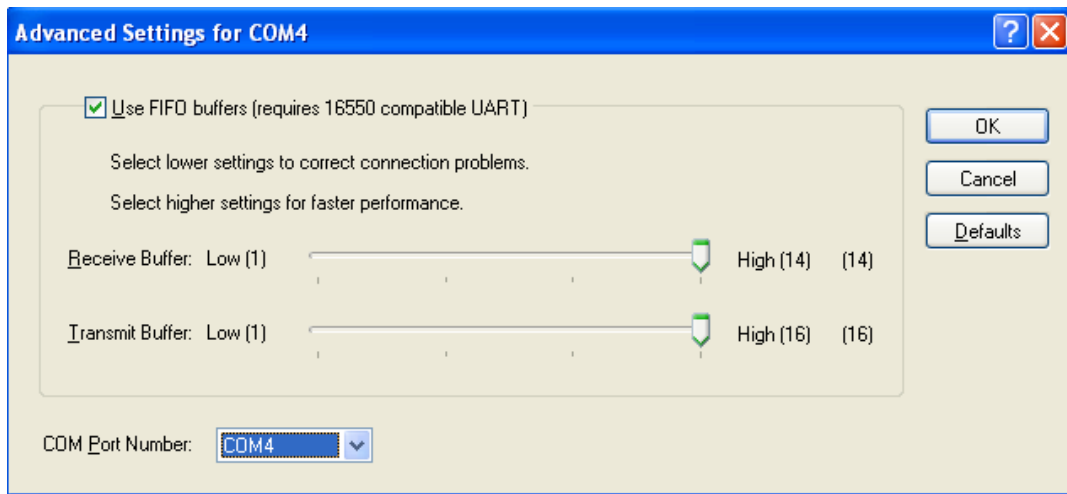 Advanced Settings for COM4
Use FIFO buffers (requires 16550 compatible UART)
OK
Select lower settings to correct connection problems.
Cancel
Select higher settings for faster performance.
Defaults
Receive Buffer: Low (1) High (14) (14)
Transmit Buffer: Low (1) High (16) (16)
COM Port Number: COM4